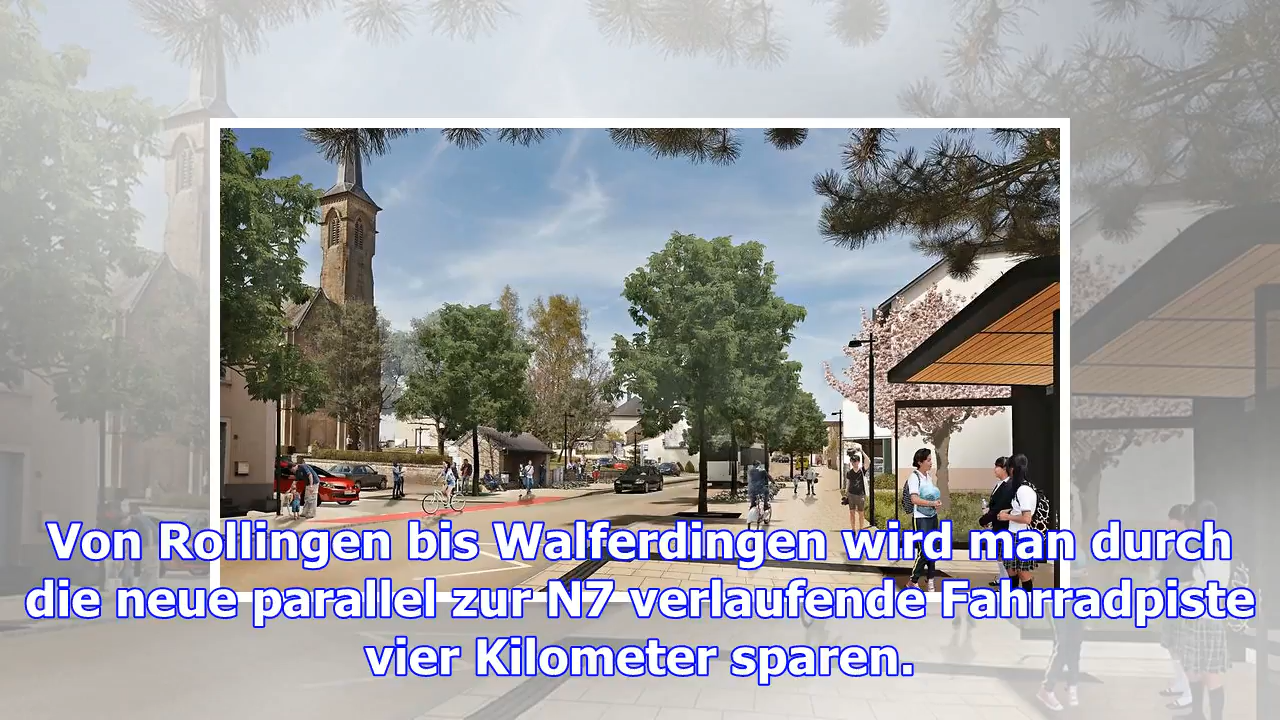 Von Rollingen bis Walferdingen wird man durch
die neue parallel zur N7 verlaufende Fahrradpiste
vier Kilometer sparen.